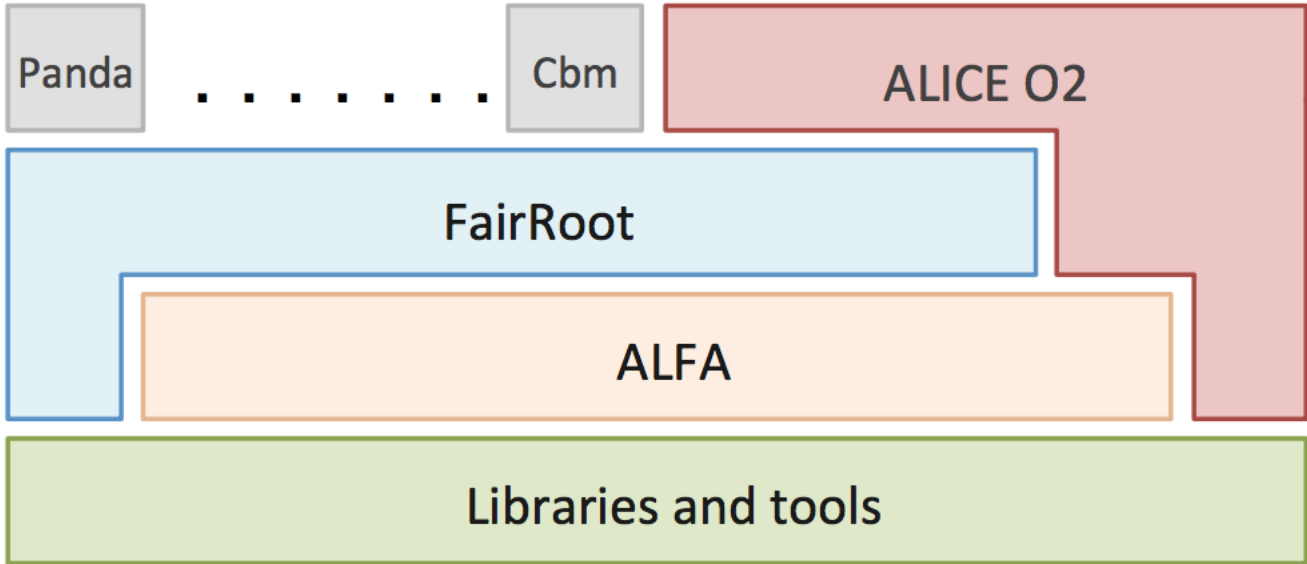 Panda . . . . . . . Cbm ALICE O2
FairRoot
ALFA
Libraries and tools